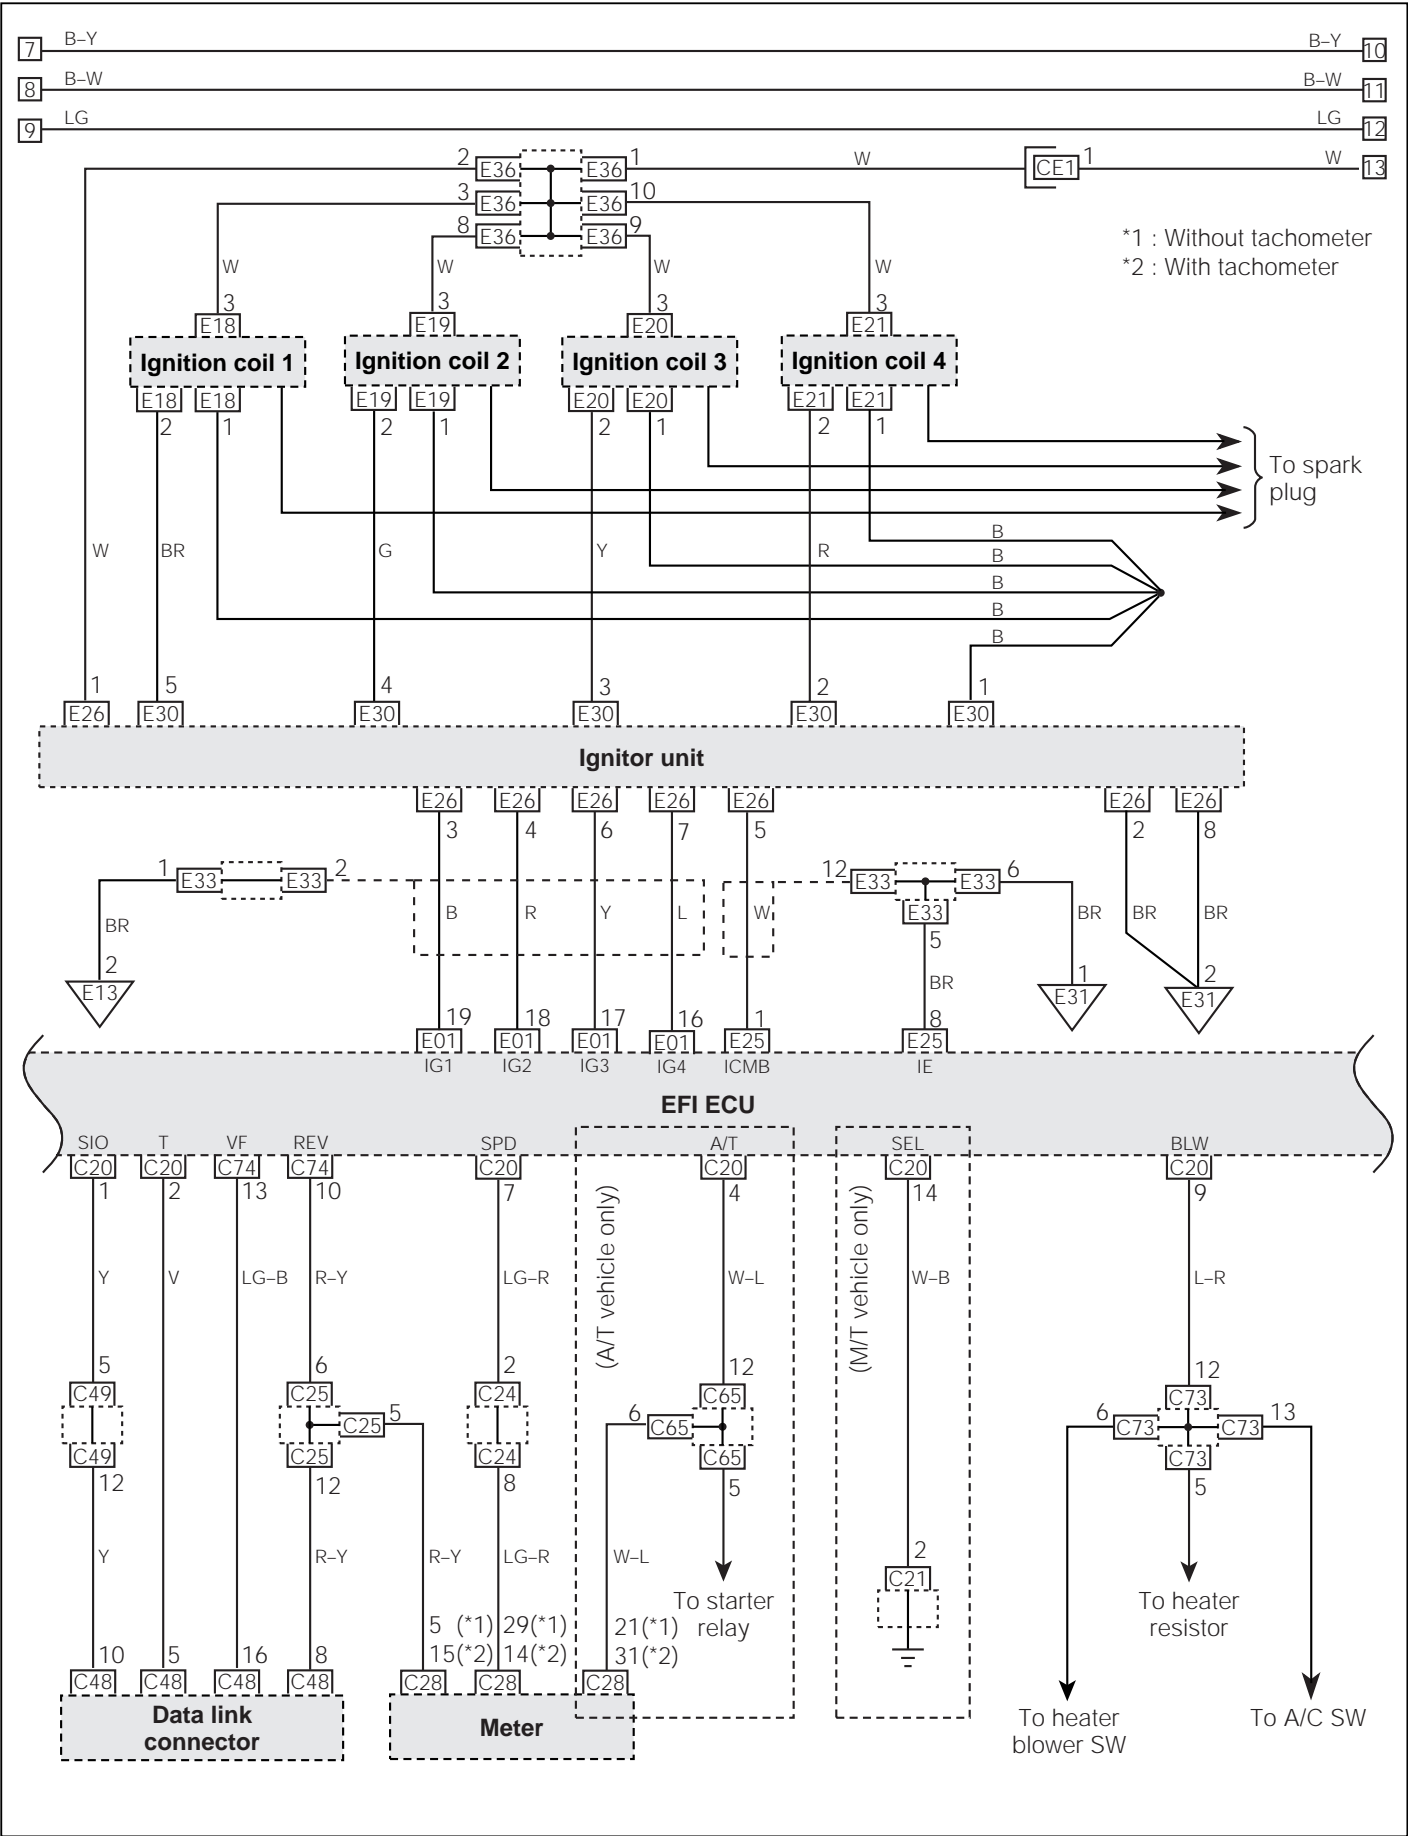 7 B–Y B–Y 10
8 B–W B–W 11
9 LG LG 12
2 E36 E36 1 W CE1 1 W 13
3 E36 E36 10
8 E36 E36 9
*1 : Without tachometer
*2 : With tachometer
W W W W
3 3 3 3
E18 E19 E20 E21
Ignition coil 1 Ignition coil 2 Ignition coil 3 Ignition coil 4
E18 E18 E19 E19 E20 E20 E21 E21
2 1 2 1 2 1 2 1
To spark
plug
B
W BR G Y R B
B
B
B
1 5 4 3 2 1
E26 E30 E30 E30 E30 E30
Ignitor unit
E26 E26 E26 E26 E26 E26 E26
3 4 6 7 5 2 8
1 E33 E33 2 12 E33 E33 6
BR B R Y L W E33 BR BR BR
5
2 BR 1 2
E13 E31 E31
19 18 17 16 1 8
E01 E01 E01 E01 E25 E25
IG1 IG2 IG3 IG4 ICMB IE
EFI ECU
SIO T VF REV SPD A/T SEL BLW
C20 C20 C74 C74 C20 C20 C20 C20
1 2 13 10 7 4 14 9
(A/T vehicle only) (M/T vehicle only)
Y V LG–B R–Y LG–R W–L W–B L–R
5 6 2 12 12
C49 C25 C24 C65 C73
C25 5 6 C65 6 C73 C73 13
C49 C25 C24 C65 C73
12 12 8 5 5
Y R–Y R–Y LG–R W–L 2
C21
To starter
relay
To heater
resistor
5 (*1) 29(*1) 21(*1)
15(*2) 14(*2) 31(*2)
10 5 16 8
C48 C48 C48 C48 C28 C28 C28
Data link
connector
Meter
To heater
blower SW
To A/C SW